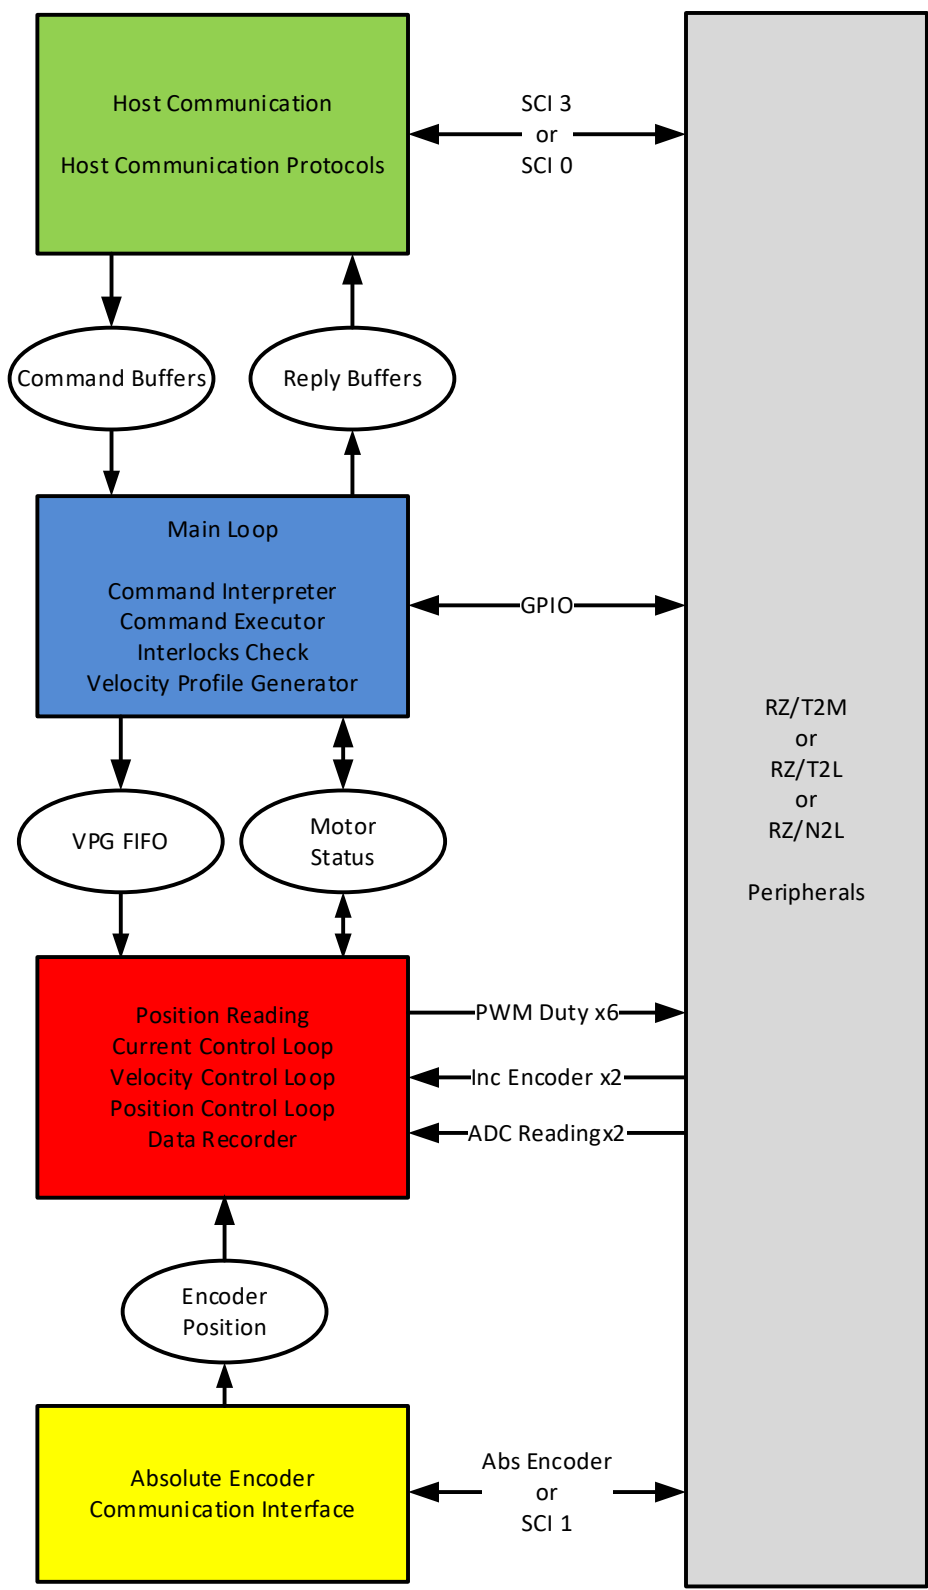 Host Communication
Host Communication Protocols
SCI 3
or
SCI 0
Command Buffers
Reply Buffers
Main Loop
Command Interpreter
Command Executor
Interlocks Check
Velocity Profile Generator
GPIO
RZ/T2M
or
RZ/T2L
or
RZ/N2L
Peripherals
VPG FIFO
Motor
Status
Position Reading
Current Control Loop
Velocity Control Loop
Position Control Loop
Data Recorder
PWM Duty x6
Inc Encoder x2
ADC Readingx2
Encoder
Position
Absolute Encoder
Communication Interface
Abs Encoder
or
SCI 1